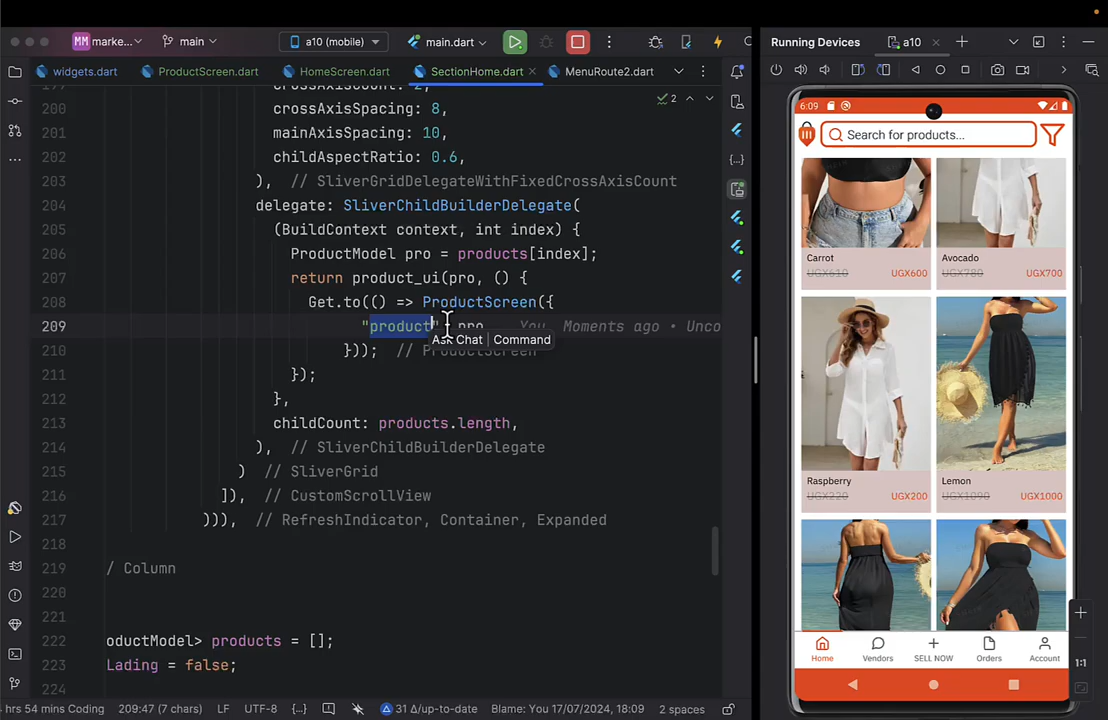 MM marke...
main
a10 (mobile)
main.dart
Running Devices
a10
widgets.dart
ProductScreen.dart
HomeScreen.dart
SectionHome.dart
MenuRoute2.dart
2
200 crossAxisSpacing: 8,
201 mainAxisSpacing: 10,
202 childAspectRatio: 0.6,
203 ), // SliverGridDelegateWithFixedCrossAxisCount
204 delegate: SliverChildBuilderDelegate(
205 (BuildContext context, int index) {
206 ProductModel pro = products[index];
207 return product_ui(pro, () {
208 Get.to(() => ProductScreen({
209 "product": pro You Moments ago • Unco
Ask Chat | Command
210 })); // ProductScreen
211 });
212 },
213 childCount: products.length,
214 ), // SliverChildBuilderDelegate
215 ) // SliverGrid
216 ]), // CustomScrollView
217 ))), // RefreshIndicator, Container, Expanded
218
219 / Column
220
221
222 oductModel> products = [];
223 Lading = false;
224
hrs 54 mins Coding
209:47 (7 chars)
LF
UTF-8
{...}
31 Δ/up-to-date
Blame: You 17/07/2024, 18:09
2 spaces
6:09
Search for products...
Carrot
UGX610 UGX600
Avocado
UGX780 UGX700
Raspberry
UGX220 UGX200
Lemon
UGX1090 UGX1000
Home
Vendors
SELL NOW
Orders
Account
1:1